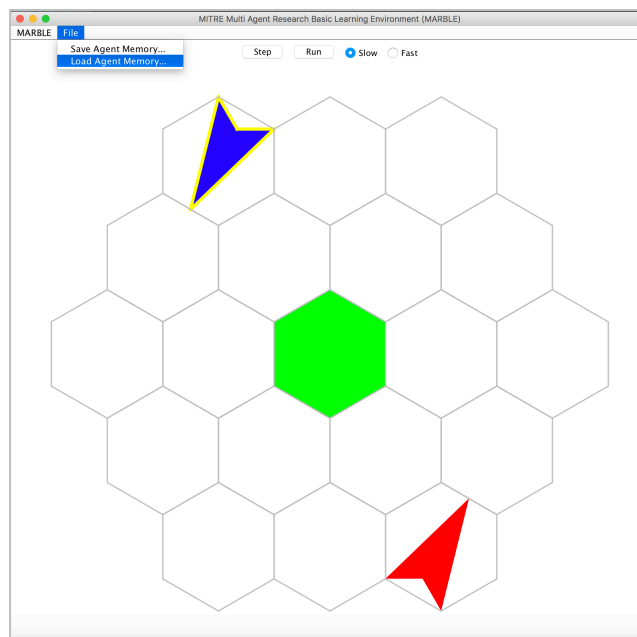 MITRE Multi Agent Research Basic Learning Environment (MARBLE)
MARBLE File
Save Agent Memory...
Load Agent Memory...
Step Run Slow Fast